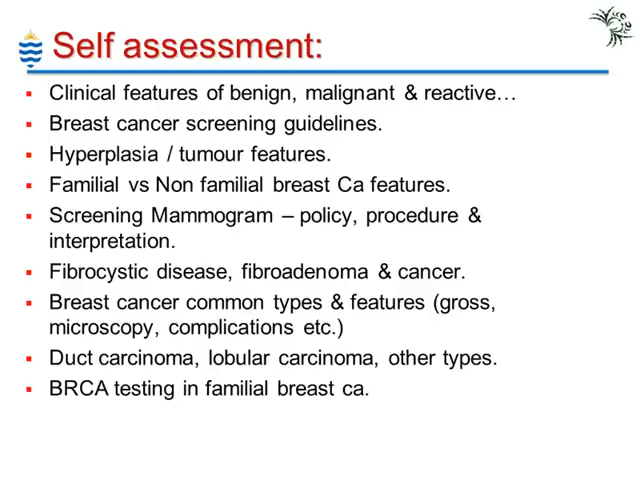 Self assessment:
Clinical features of benign, malignant & reactive…
Breast cancer screening guidelines.
Hyperplasia / tumour features.
Familial vs Non familial breast Ca features.
Screening Mammogram – policy, procedure &
interpretation.
Fibrocystic disease, fibroadenoma & cancer.
Breast cancer common types & features (gross,
microscopy, complications etc.)
Duct carcinoma, lobular carcinoma, other types.
BRCA testing in familial breast ca.